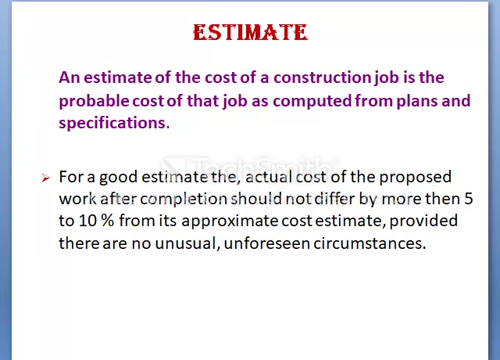 ESTIMATE
An estimate of the cost of a construction job is the
probable cost of that job as computed from plans and
specifications.
TechSmith
For a good estimate the, actual cost of the proposed
work after completion should not differ by more then 5
to 10 % from its approximate cost estimate, provided
there are no unusual, unforeseen circumstances.